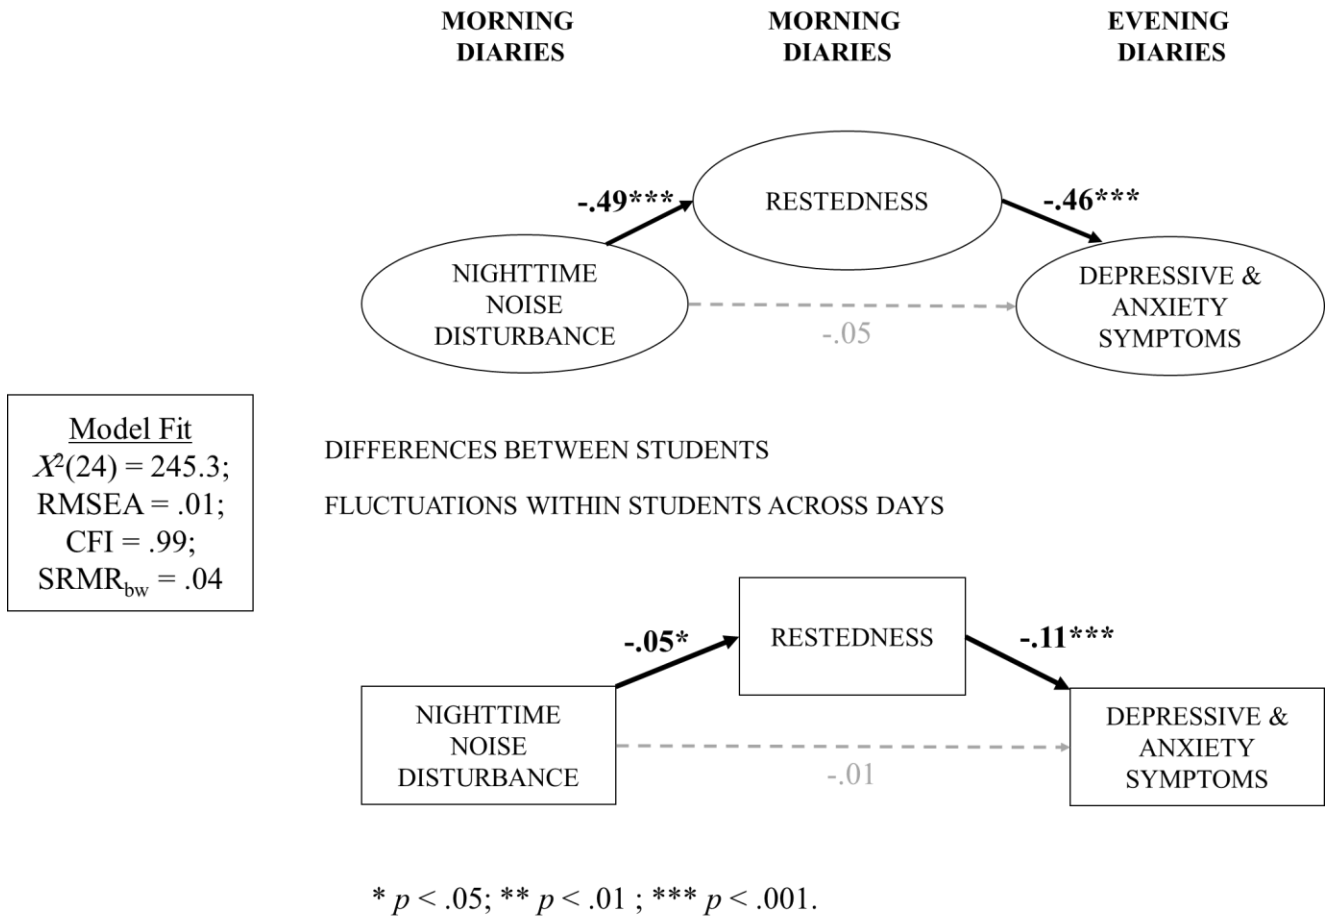 MORNING
DIARIES
MORNING
DIARIES
EVENING
DIARIES
-.49***
RESTEDNESS
-.46***
NIGHTTIME
NOISE
DISTURBANCE
-.05
DEPRESSIVE &
ANXIETY
SYMPTOMS
Model Fit
X²(24) = 245.3;
RMSEA = .01;
CFI = .99;
SRMR_bw = .04
DIFFERENCES BETWEEN STUDENTS
FLUCTUATIONS WITHIN STUDENTS ACROSS DAYS
-.05*
RESTEDNESS
-.11***
NIGHTTIME
NOISE
DISTURBANCE
-.01
DEPRESSIVE &
ANXIETY
SYMPTOMS
* p < .05; ** p < .01 ; *** p < .001.